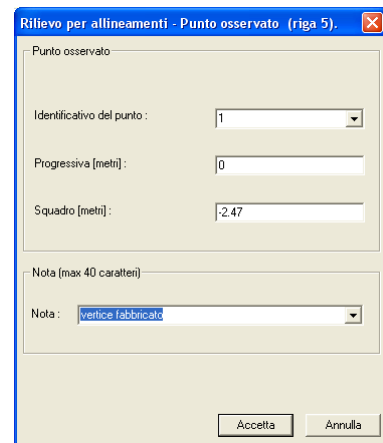 Rilievo per allineamenti - Punto osservato (riga 5).
Punto osservato
Identificativo del punto : 1
Progressiva [metri] : 0
Squadro [metri] : -2.47
Nota (max 40 caratteri)
Nota : vertice fabbricato
Accetta Annulla